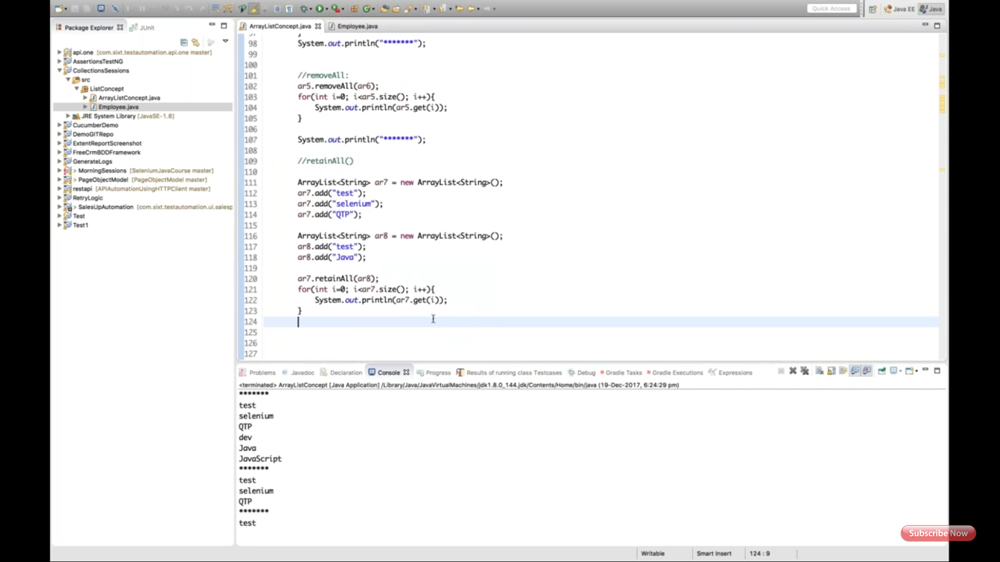 Quick Access
Java EE
Java
Package Explorer
JUnit
ArrayListConcept.java
Employee.java
api.one [com.sixt.testautomation.api.one master]
AssertionsTestNG
CollectionsSessions
src
ListConcept
ArrayListConcept.java
Employee.java
JRE System Library [JavaSE-1.8]
CucumberDemo
DemoGITRepo
ExtentReportScreenshot
FreeCrmBDDFramework
GenerateLogs
> MorningSessions [SeleniumJavaCourse master]
> PageObjectModel [PageObjectModel master]
restapi [APIAutomationUsingHTTPClient master]
RetryLogic
> SalesUpAutomation [com.sixt.testautomation.ui.salesp
Test
Test1
97 }
98 System.out.println("*******");
99
100
101 //removeAll:
102 ar5.removeAll(ar6);
103 for(int i=0; i<ar5.size(); i++){
104 System.out.println(ar5.get(i));
105 }
106
107 System.out.println("*******");
108
109 //retainAll()
110
111 ArrayList<String> ar7 = new ArrayList<String>();
112 ar7.add("test");
113 ar7.add("selenium");
114 ar7.add("QTP");
115
116 ArrayList<String> ar8 = new ArrayList<String>();
117 ar8.add("test");
118 ar8.add("Java");
119
120 ar7.retainAll(ar8);
121 for(int i=0; i<ar7.size(); i++){
122 System.out.println(ar7.get(i));
123 }
124
125
126
127
Problems
Javadoc
Declaration
Console
Progress
Results of running class Testcases
Debug
Gradle Tasks
Gradle Executions
Expressions
<terminated> ArrayListConcept [Java Application] /Library/Java/JavaVirtualMachines/jdk1.8.0_144.jdk/Contents/Home/bin/java (19-Dec-2017, 6:24:29 pm)
*******
test
selenium
QTP
dev
Java
JavaScript
*******
test
selenium
QTP
*******
test
Subscribe Now
Writable
Smart Insert
124 : 9